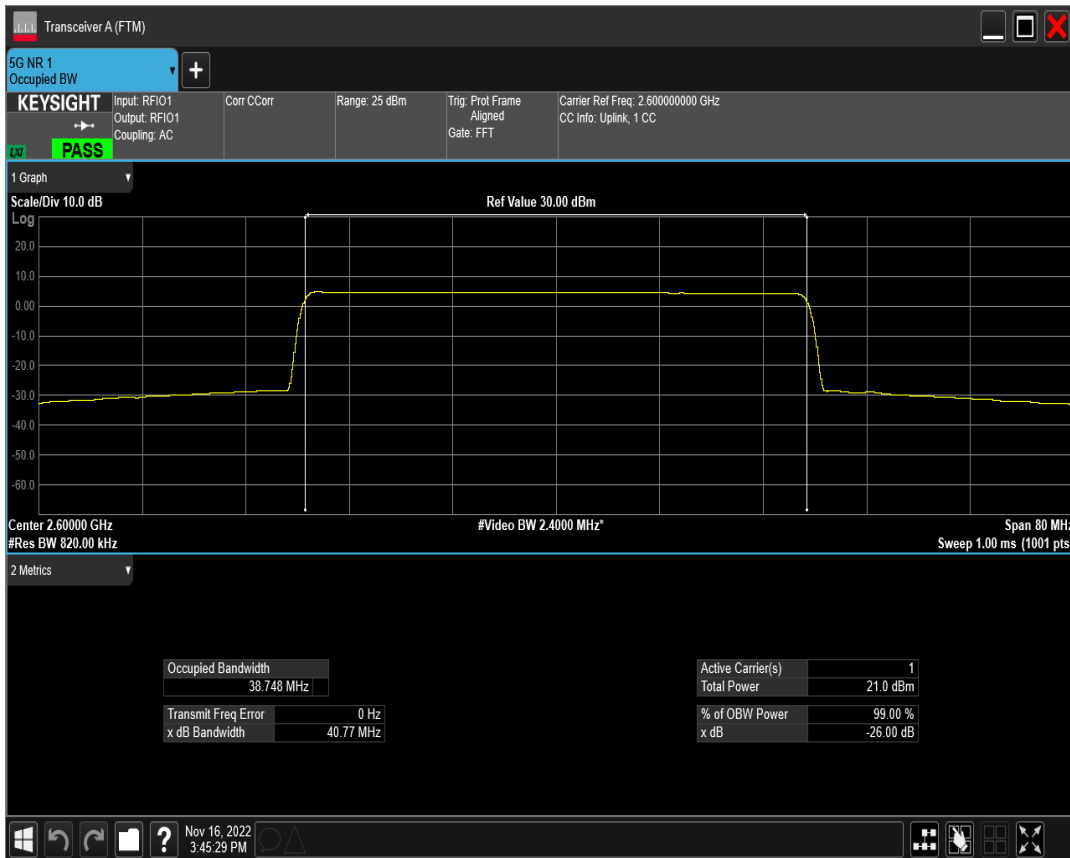 Transceiver A (FTM)
5G NR 1
Occupied BW
+
KEYSIGHT
LXI
PASS
Input: RFIO1
Output: RFIO1
Coupling: AC
Corr CCorr
Range: 25 dBm
Trig: Prot Frame
Aligned
Gate: FFT
Carrier Ref Freq: 2.600000000 GHz
CC Info: Uplink, 1 CC
1 Graph
Scale/Div 10.0 dB
Ref Value 30.00 dBm
Log
20.0
10.0
0.00
-10.0
-20.0
-30.0
-40.0
-50.0
-60.0
Center 2.60000 GHz
#Video BW 2.4000 MHz*
Span 80 MHz
#Res BW 820.00 kHz
Sweep 1.00 ms (1001 pts
2 Metrics
Occupied Bandwidth
38.748 MHz
Transmit Freq Error 0 Hz
x dB Bandwidth 40.77 MHz
Active Carrier(s) 1
Total Power 21.0 dBm
% of OBW Power 99.00 %
x dB -26.00 dB
?
Nov 16, 2022
3:45:29 PM